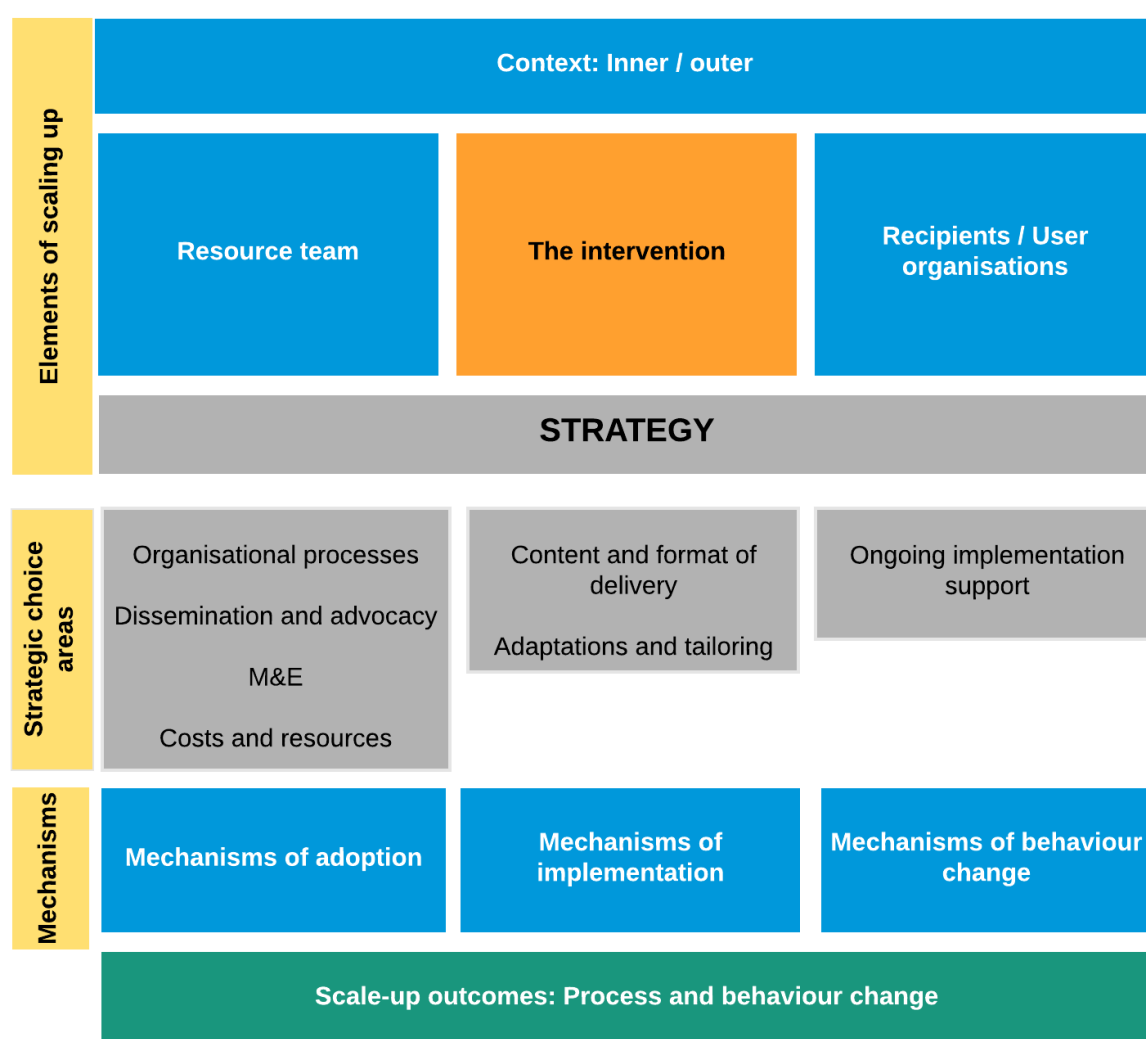 Elements of scaling up
Context: Inner / outer
Resource team
The intervention
Recipients / User
organisations
STRATEGY
Strategic choice
areas
Organisational processes
Dissemination and advocacy
M&E
Costs and resources
Content and format of
delivery
Adaptations and tailoring
Ongoing implementation
support
Mechanisms
Mechanisms of adoption
Mechanisms of
implementation
Mechanisms of behaviour
change
Scale-up outcomes: Process and behaviour change